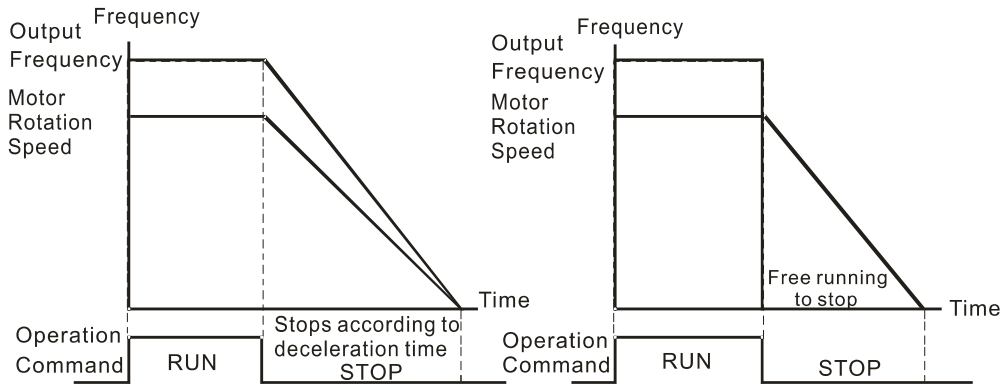 Frequency
Output
Frequency
Motor
Rotation
Speed
Time
Operation
Command
RUN
Stops according to
deceleration time
STOP
Frequency
Output
Frequency
Motor
Rotation
Speed
Free running
to stop
Time
Operation
Command
RUN
STOP